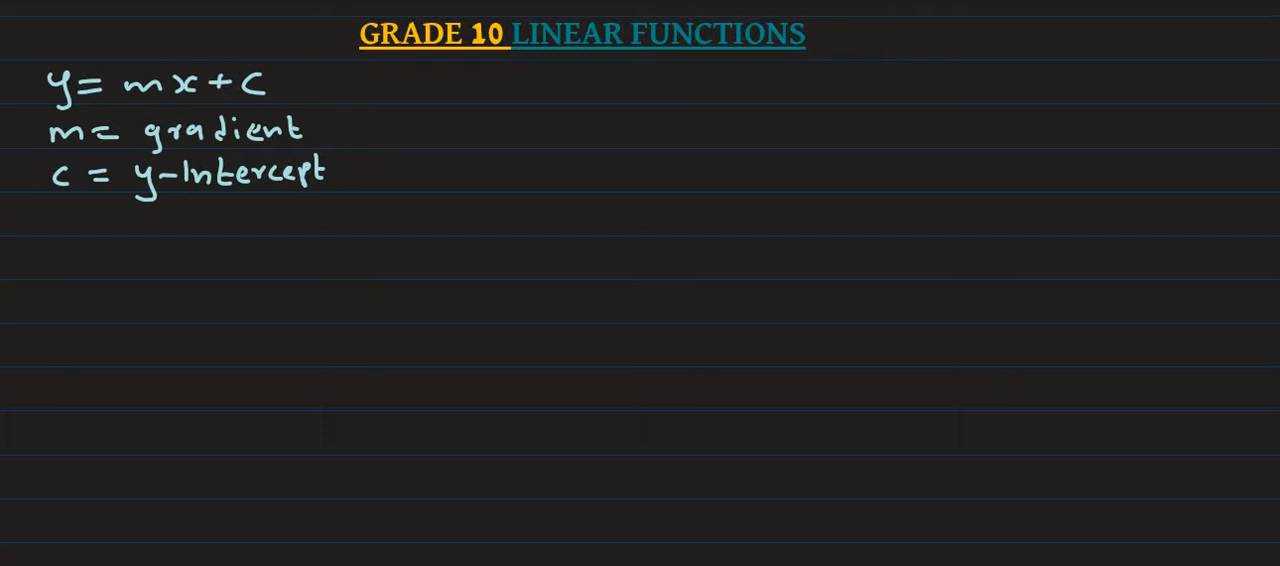 GRADE 10 LINEAR FUNCTIONS
y = mx + c
m = gradient
c = y-Intercept